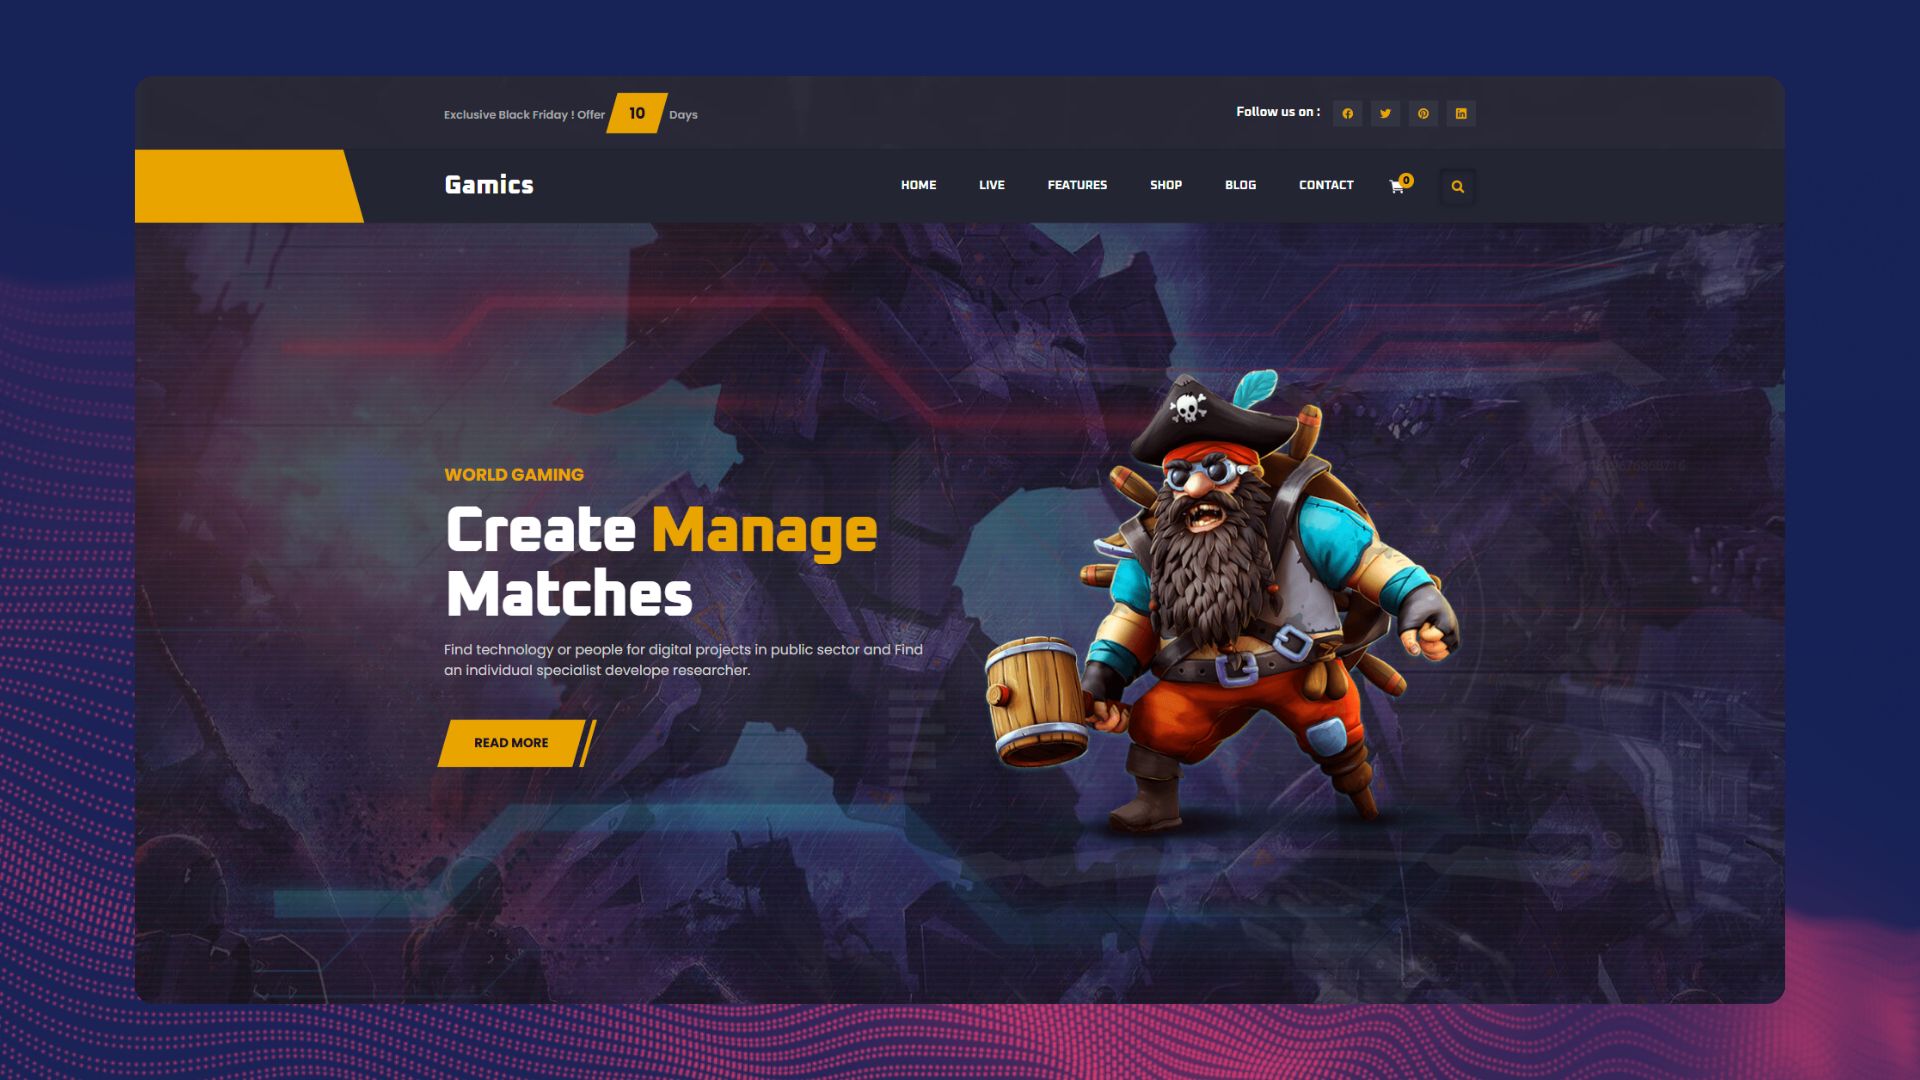 Exclusive Black Friday ! Offer 10 Days
Follow us on :
Gamics
HOME LIVE FEATURES SHOP BLOG CONTACT 0
WORLD GAMING
Create Manage
Matches
Find technology or people for digital projects in public sector and Find
an individual specialist develope researcher.
READ MORE